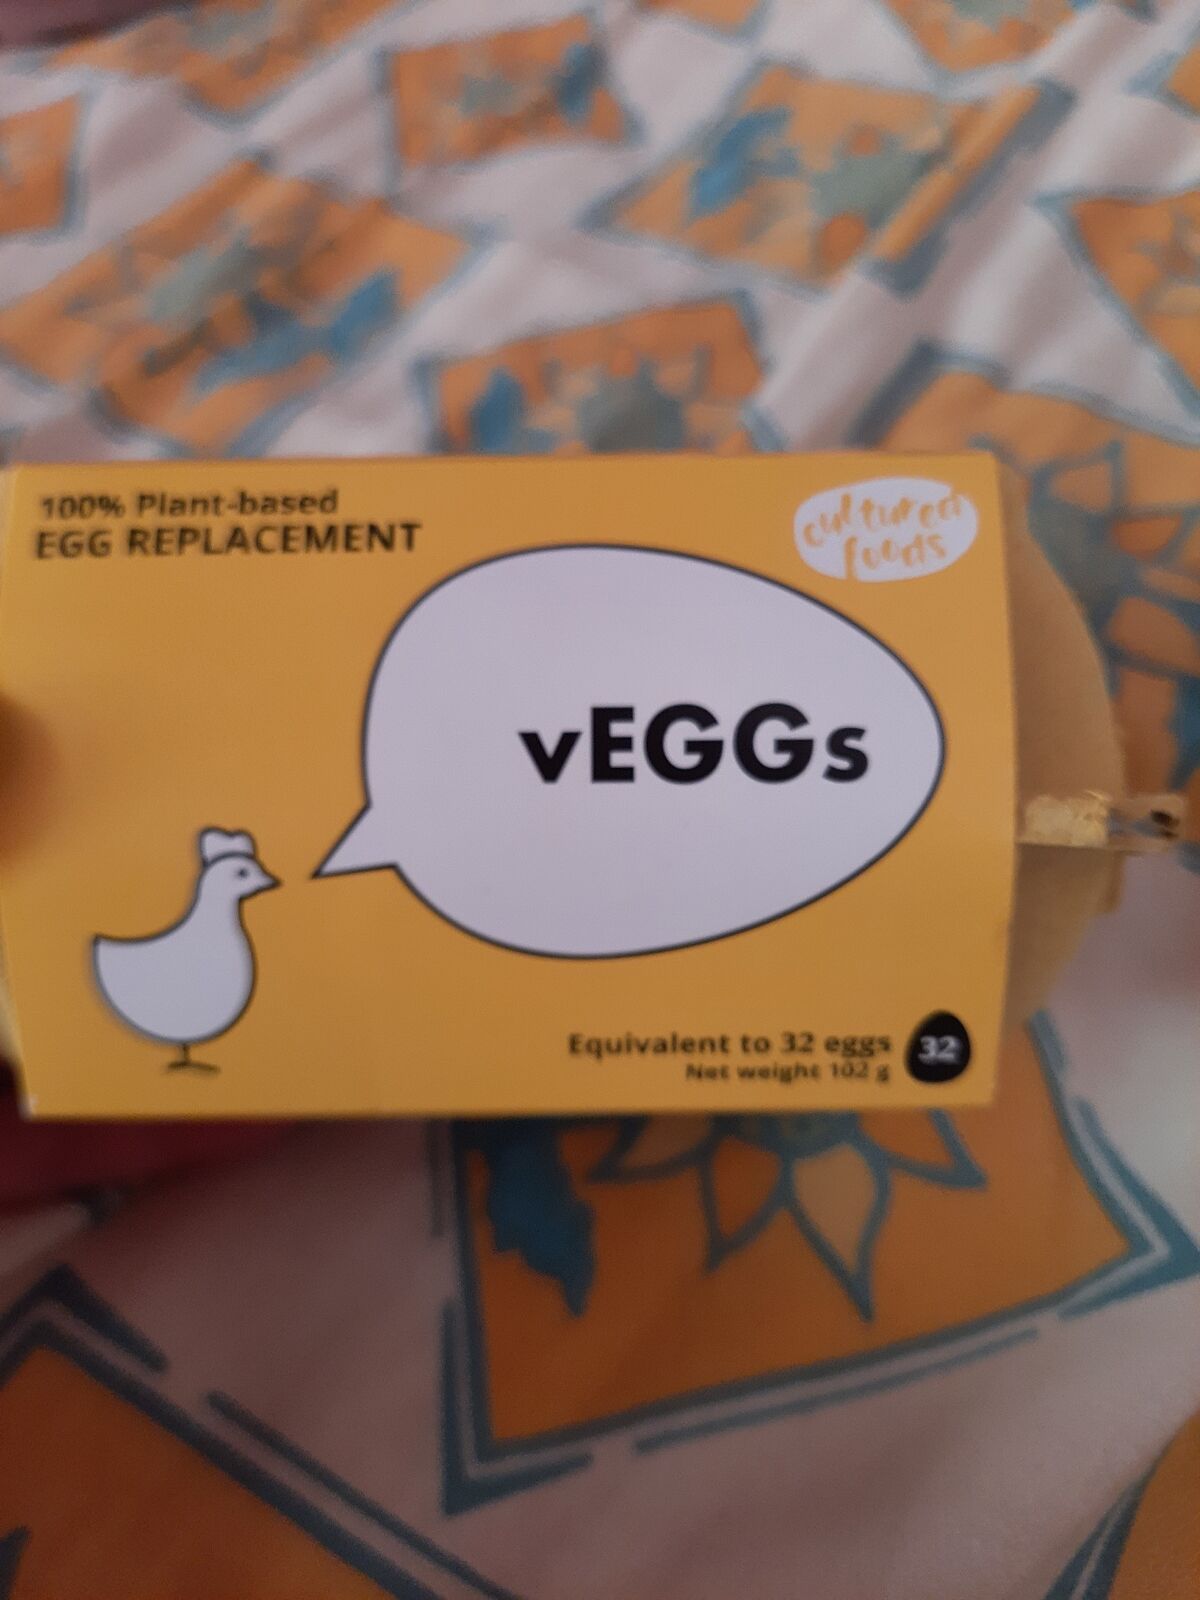 100% Plant-based
EGG REPLACEMENT
cultured
foods
vEGGs
Equivalent to 32 eggs
Net weight 102 g
32